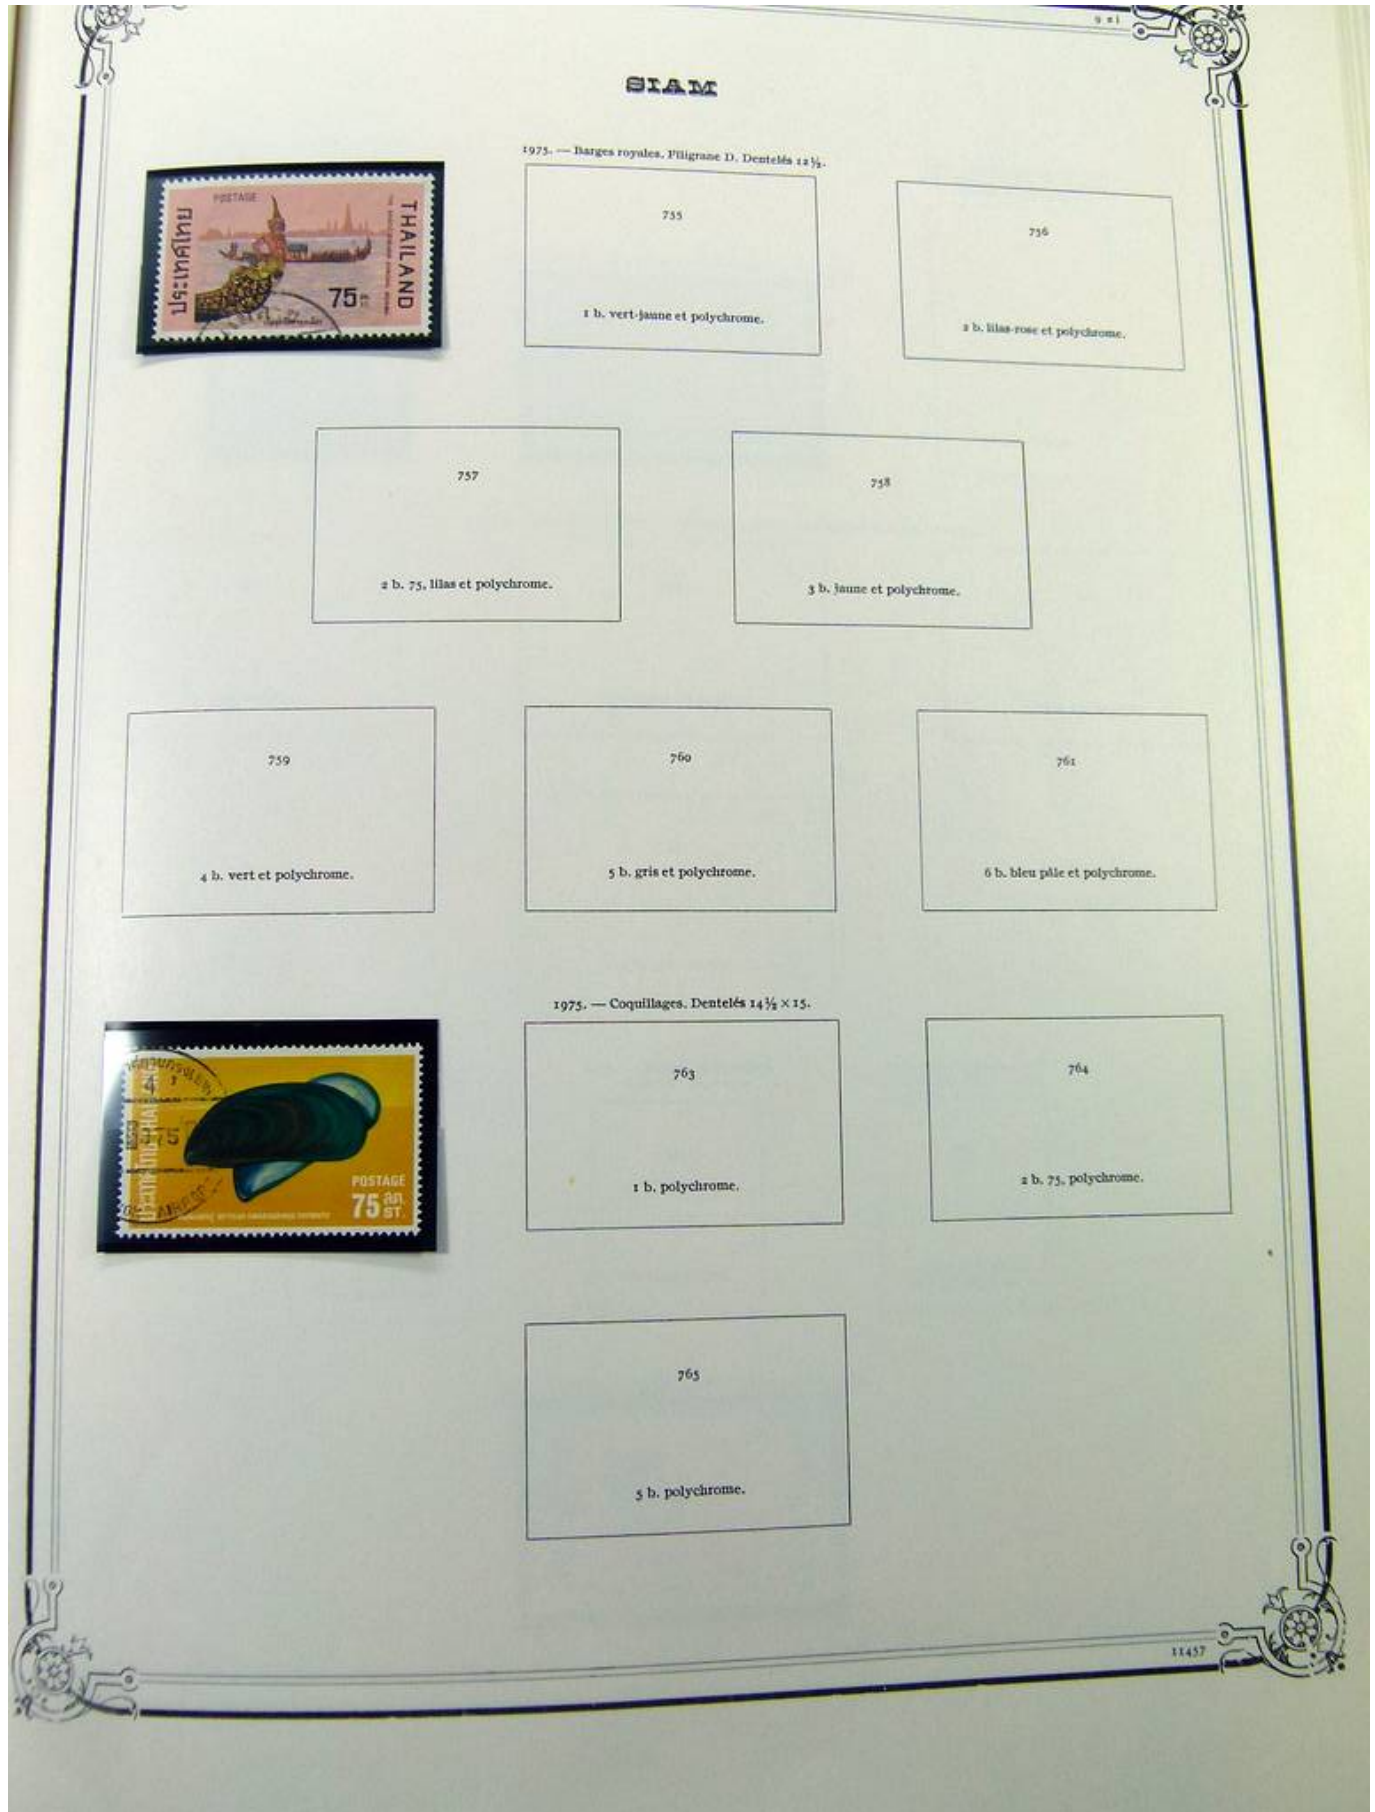 SIAM
1975. — Barges royales. Filigrane D. Dentelés 12½.
POSTAGE
ประเทศไทย
THAILAND
75
755
1 b. vert-jaune et polychrome.
756
2 b. lilas-rose et polychrome.
757
2 b. 75, lilas et polychrome.
758
3 b. jaune et polychrome.
759
4 b. vert et polychrome.
760
5 b. gris et polychrome.
761
6 b. bleu pâle et polychrome.
1975. — Coquillages. Dentelés 14½ × 15.
POSTAGE
75 สต.
ST.
763
1 b. polychrome.
764
2 b. 75, polychrome.
765
5 b. polychrome.
11457